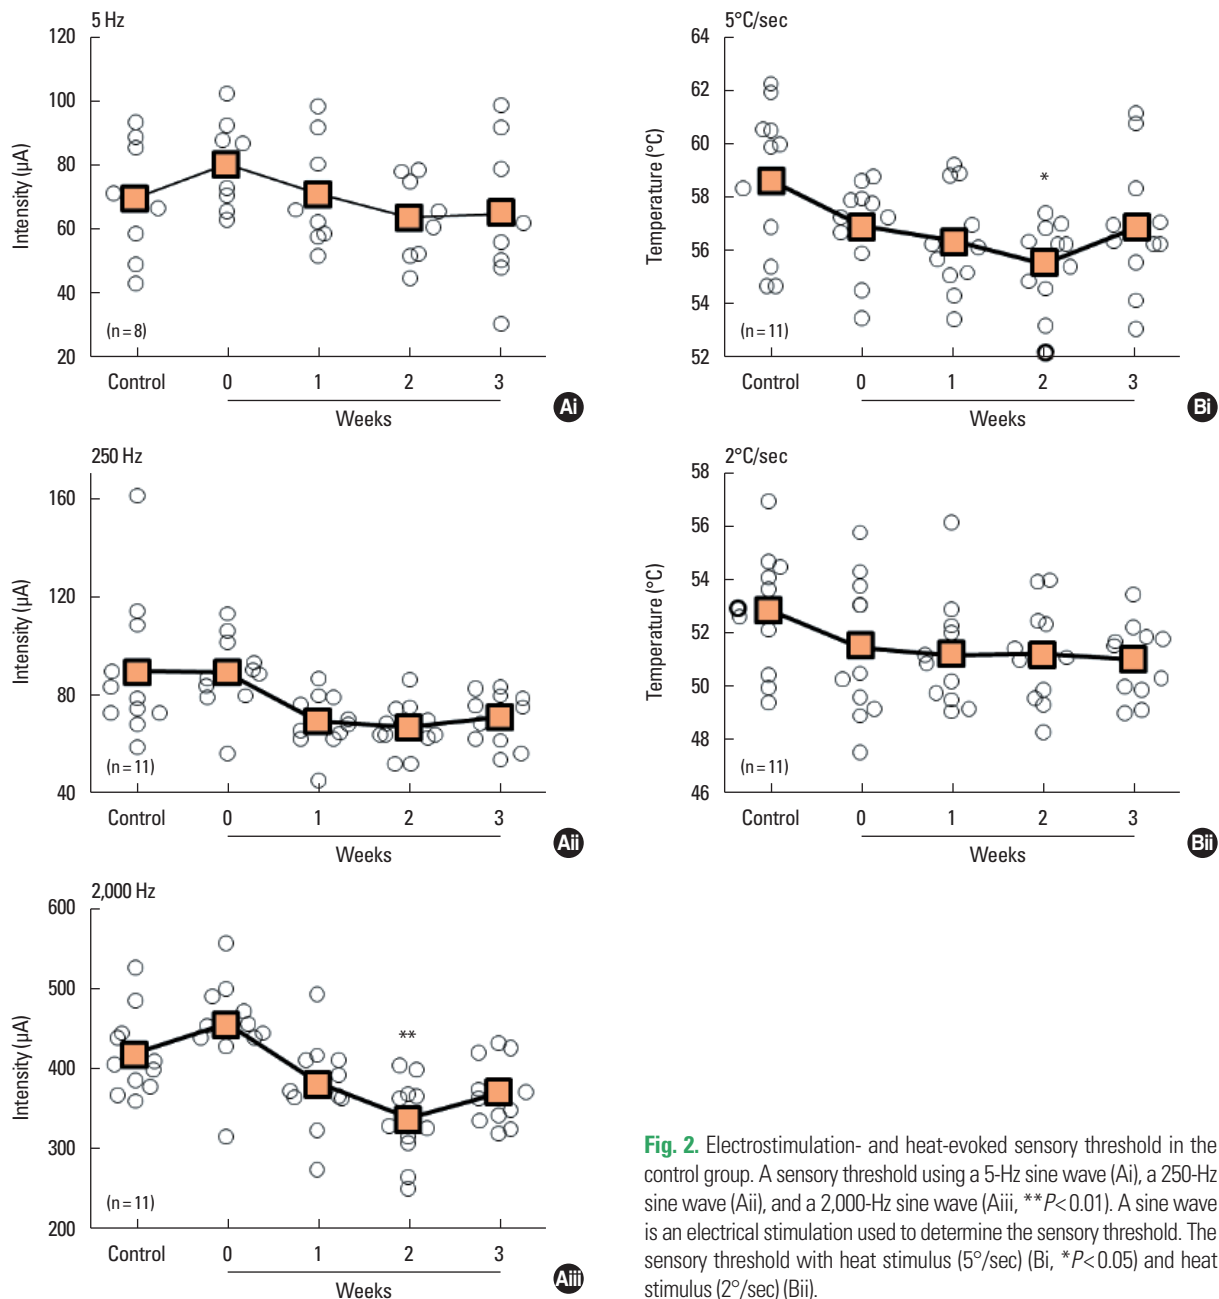 5 Hz
120
100
80
60
40
20
Intensity (µA)
(n=8)
Control 0 1 2 3
Weeks
Ai
5°C/sec
64
62
60
58
56
54
52
Temperature (°C)
*
(n=11)
Control 0 1 2 3
Weeks
Bi
250 Hz
160
120
80
40
Intensity (µA)
(n=11)
Control 0 1 2 3
Weeks
Aii
2°C/sec
58
56
54
52
50
48
46
Temperature (°C)
(n=11)
Control 0 1 2 3
Weeks
Bii
2,000 Hz
600
500
400
300
200
Intensity (µA)
**
(n=11)
Control 0 1 2 3
Weeks
Aiii
Fig. 2. Electrostimulation- and heat-evoked sensory threshold in the
control group. A sensory threshold using a 5-Hz sine wave (Ai), a 250-Hz
sine wave (Aii), and a 2,000-Hz sine wave (Aiii, **P<0.01). A sine wave
is an electrical stimulation used to determine the sensory threshold. The
sensory threshold with heat stimulus (5°/sec) (Bi, *P<0.05) and heat
stimulus (2°/sec) (Bii).